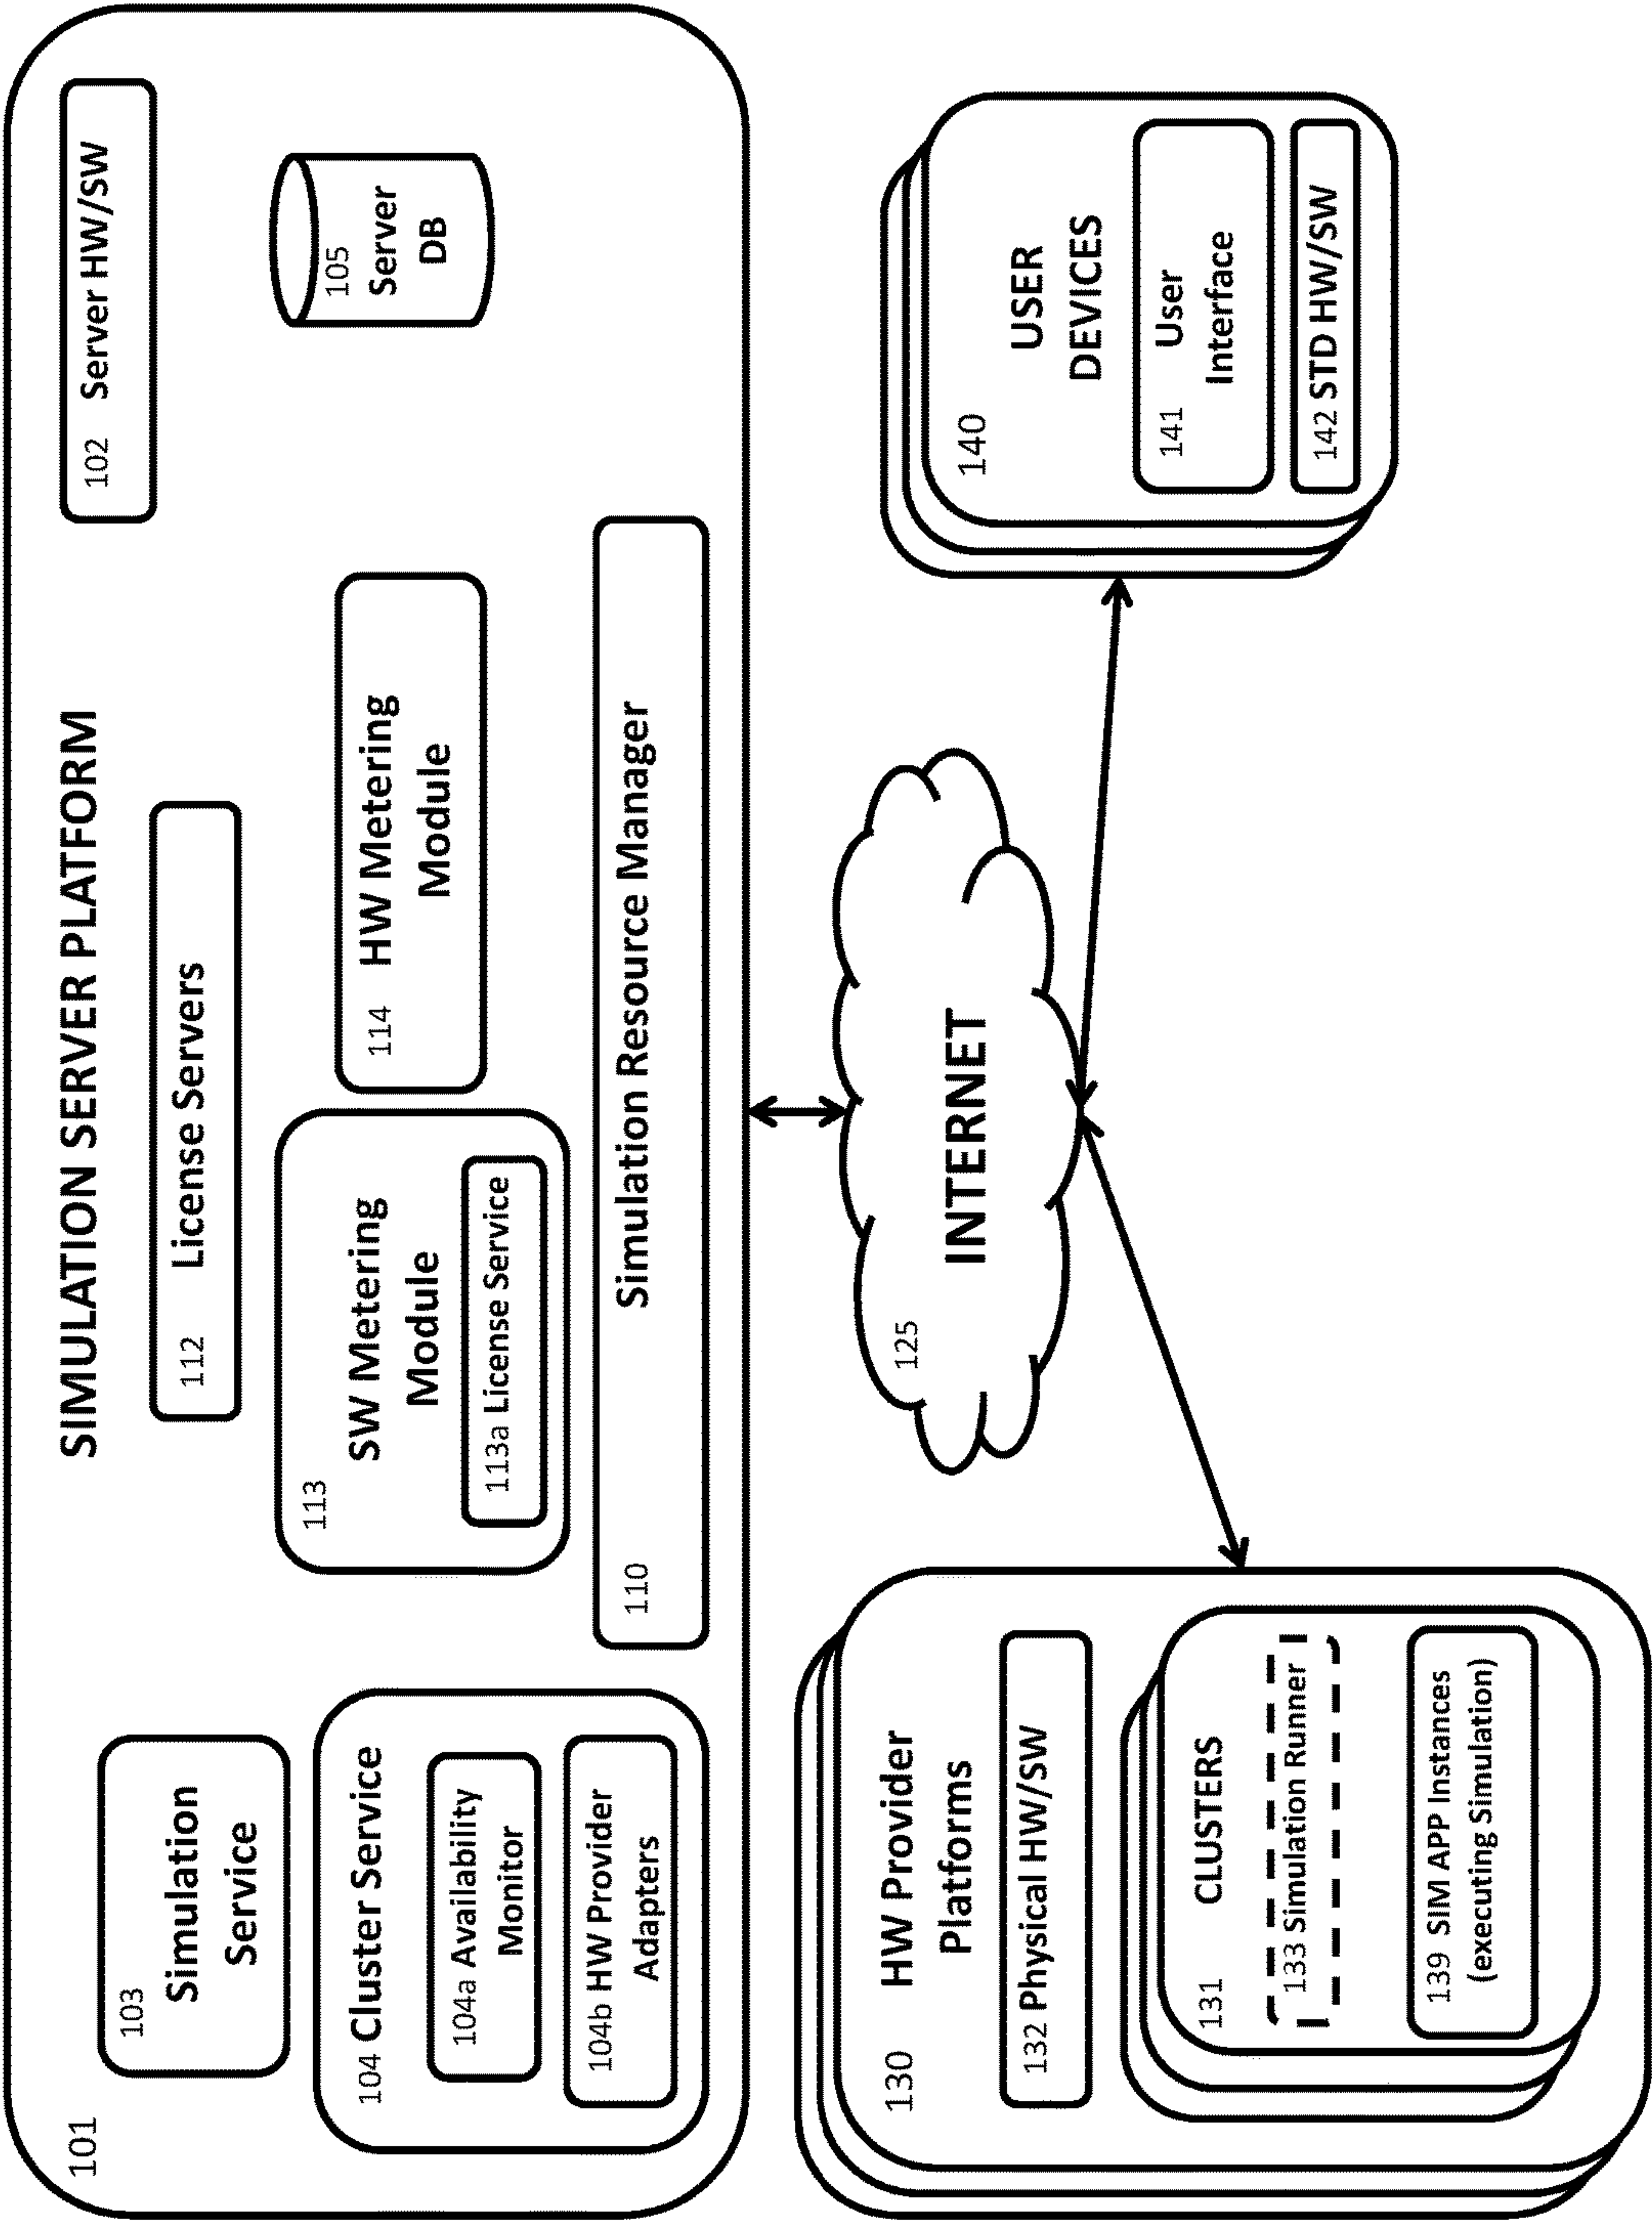 101
SIMULATION SERVER PLATFORM
102 Server HW/SW
103
Simulation
Service
112 License Servers
105
Server
DB
104 Cluster Service
104a Availability
Monitor
104b HW Provider
Adapters
113
SW Metering
Module
113a License Service
114 HW Metering
Module
110 Simulation Resource Manager
125
INTERNET
130
HW Provider
Platforms
132 Physical HW/SW
131 CLUSTERS
133 Simulation Runner
139 SIM APP Instances
(executing Simulation)
140
USER
DEVICES
141
User
Interface
142 STD HW/SW